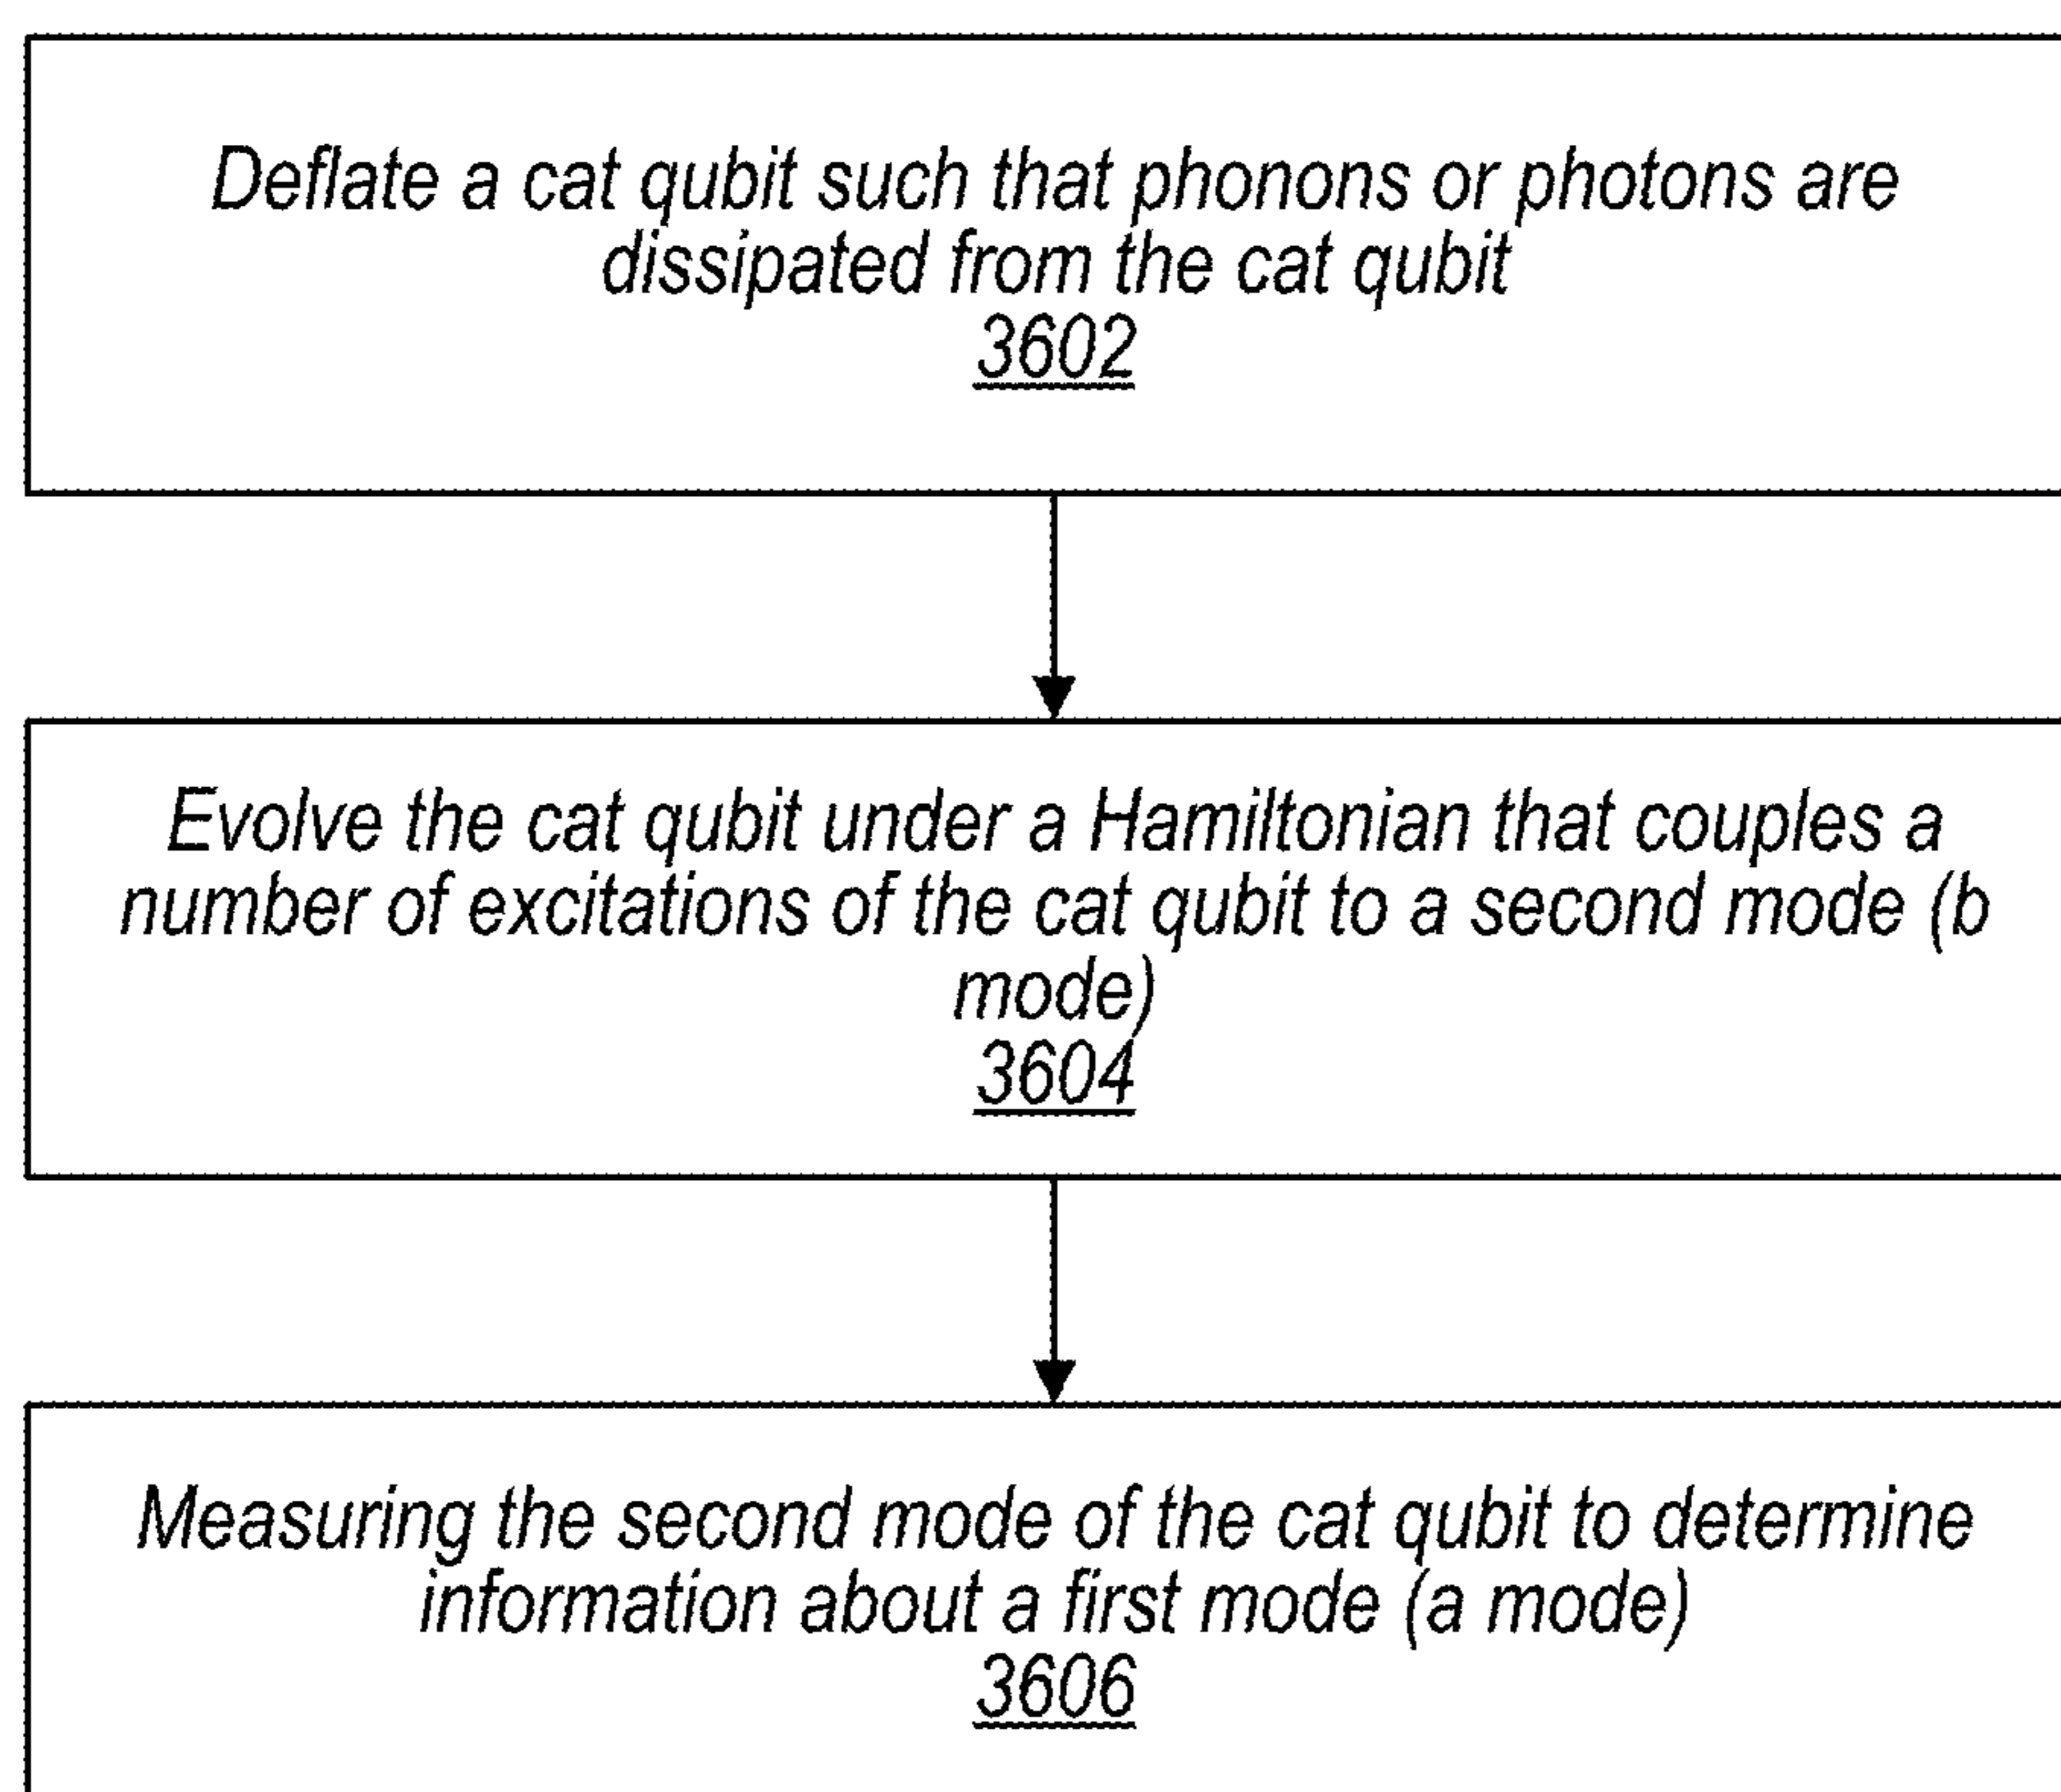 Deflate a cat qubit such that phonons or photons are
dissipated from the cat qubit
3602
Evolve the cat qubit under a Hamiltonian that couples a
number of excitations of the cat qubit to a second mode (b
mode)
3604
Measuring the second mode of the cat qubit to determine
information about a first mode (a mode)
3606